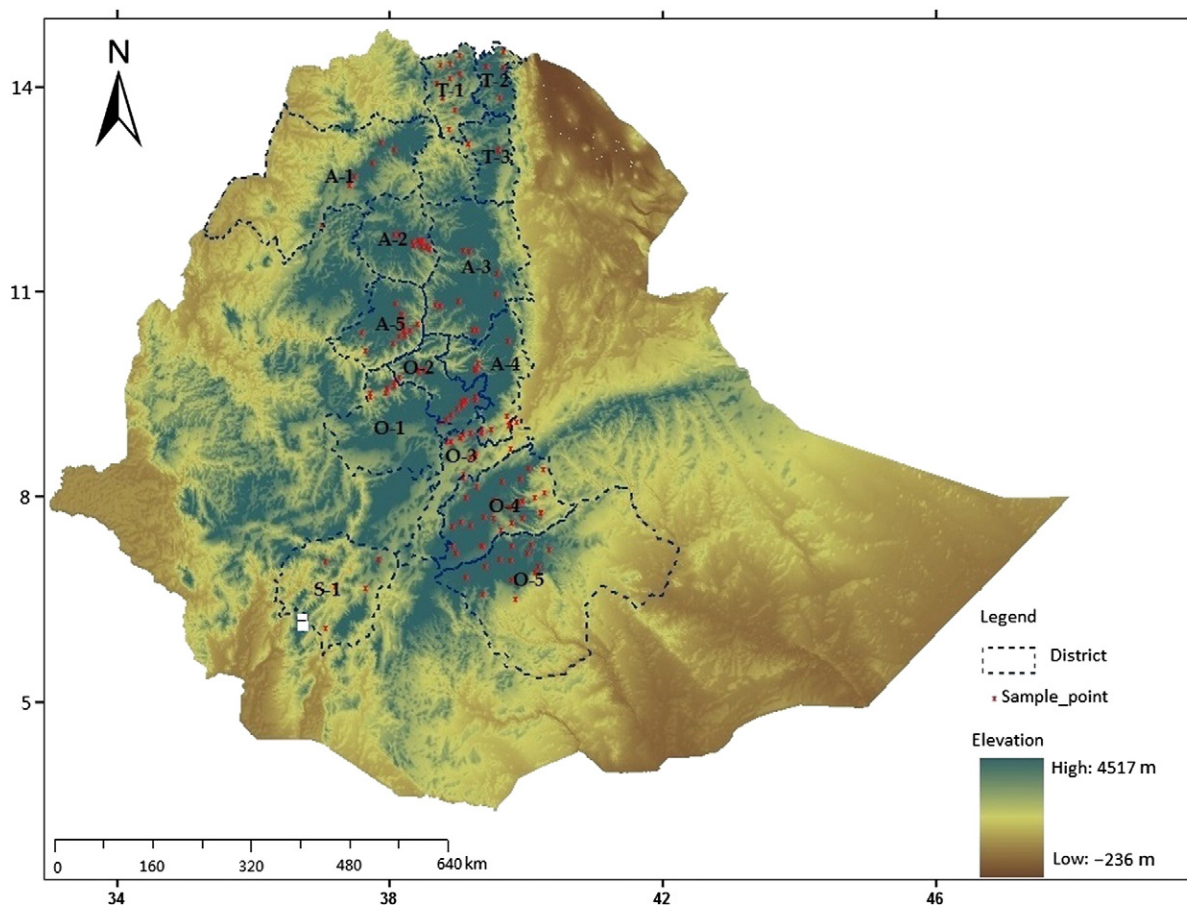 N
14
11
8
5
T-1
T-2
T-3
A-1
A-2
A-3
A-5
A-4
O-2
O-1
O-3
O-4
O-5
S-1
Legend
District
Sample_point
Elevation
High: 4517 m
Low: −236 m
0 160 320 480 640 km
34 38 42 46